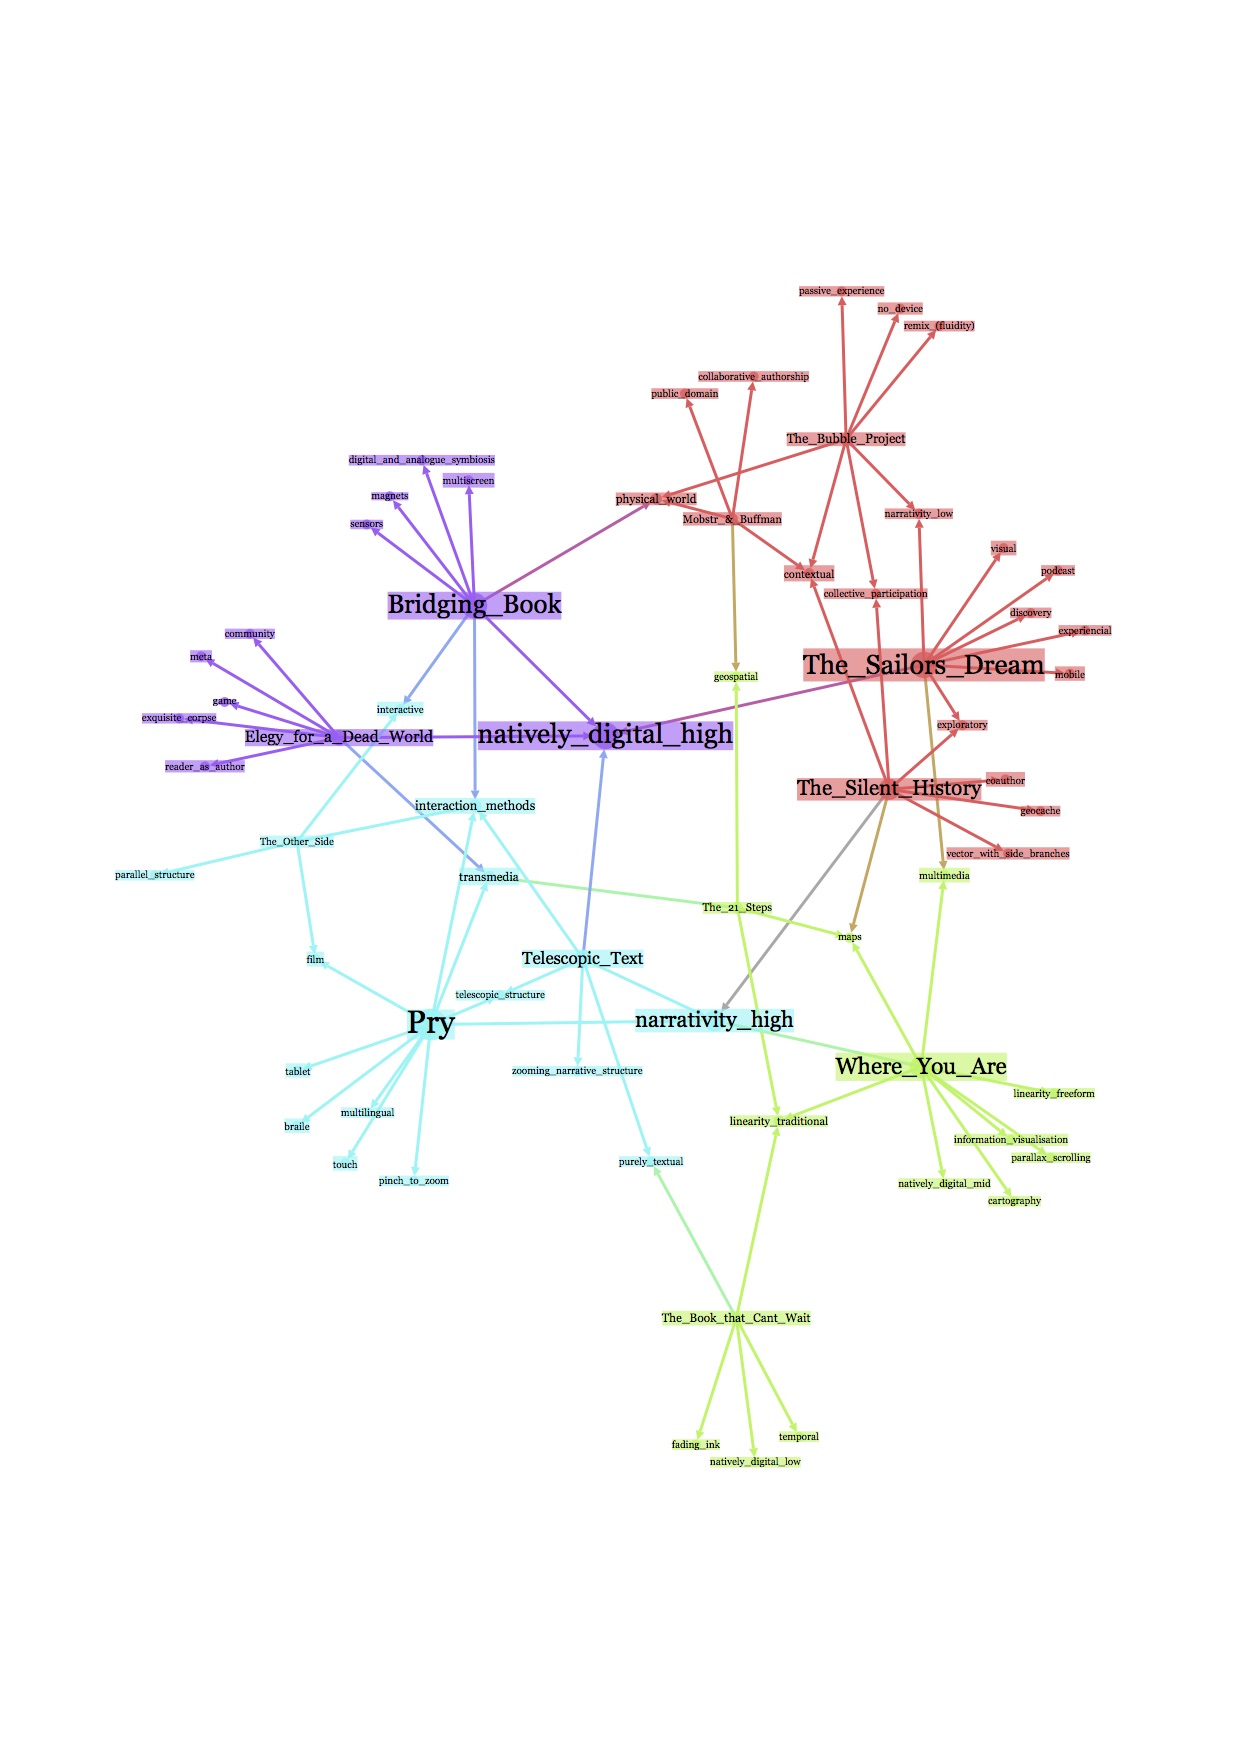 passive_experience
no_device
remix_(fluidity)
collaborative_authorship
public_domain
The_Bubble_Project
digital_and_analogue_symbiosis
multiscreen
magnets
physical_world
narrativity_low
Mobstr_&_Buffman
sensors
visual
podcast
contextual
collective_participation
Bridging_Book
discovery
experiencial
community
meta
The_Sailors_Dream
mobile
geospatial
game
interactive
exquisite_corpse
exploratory
Elegy_for_a_Dead_World
natively_digital_high
reader_as_author
coauthor
The_Silent_History
interaction_methods
geocache
The_Other_Side
vector_with_side_branches
parallel_structure
transmedia
multimedia
The_21_Steps
maps
film
Telescopic_Text
telescopic_structure
Pry
narrativity_high
Where_You_Are
tablet
zooming_narrative_structure
linearity_freeform
multilingual
linearity_traditional
braile
information_visualisation
parallax_scrolling
touch
purely_textual
pinch_to_zoom
natively_digital_mid
cartography
The_Book_that_Cant_Wait
temporal
fading_ink
natively_digital_low